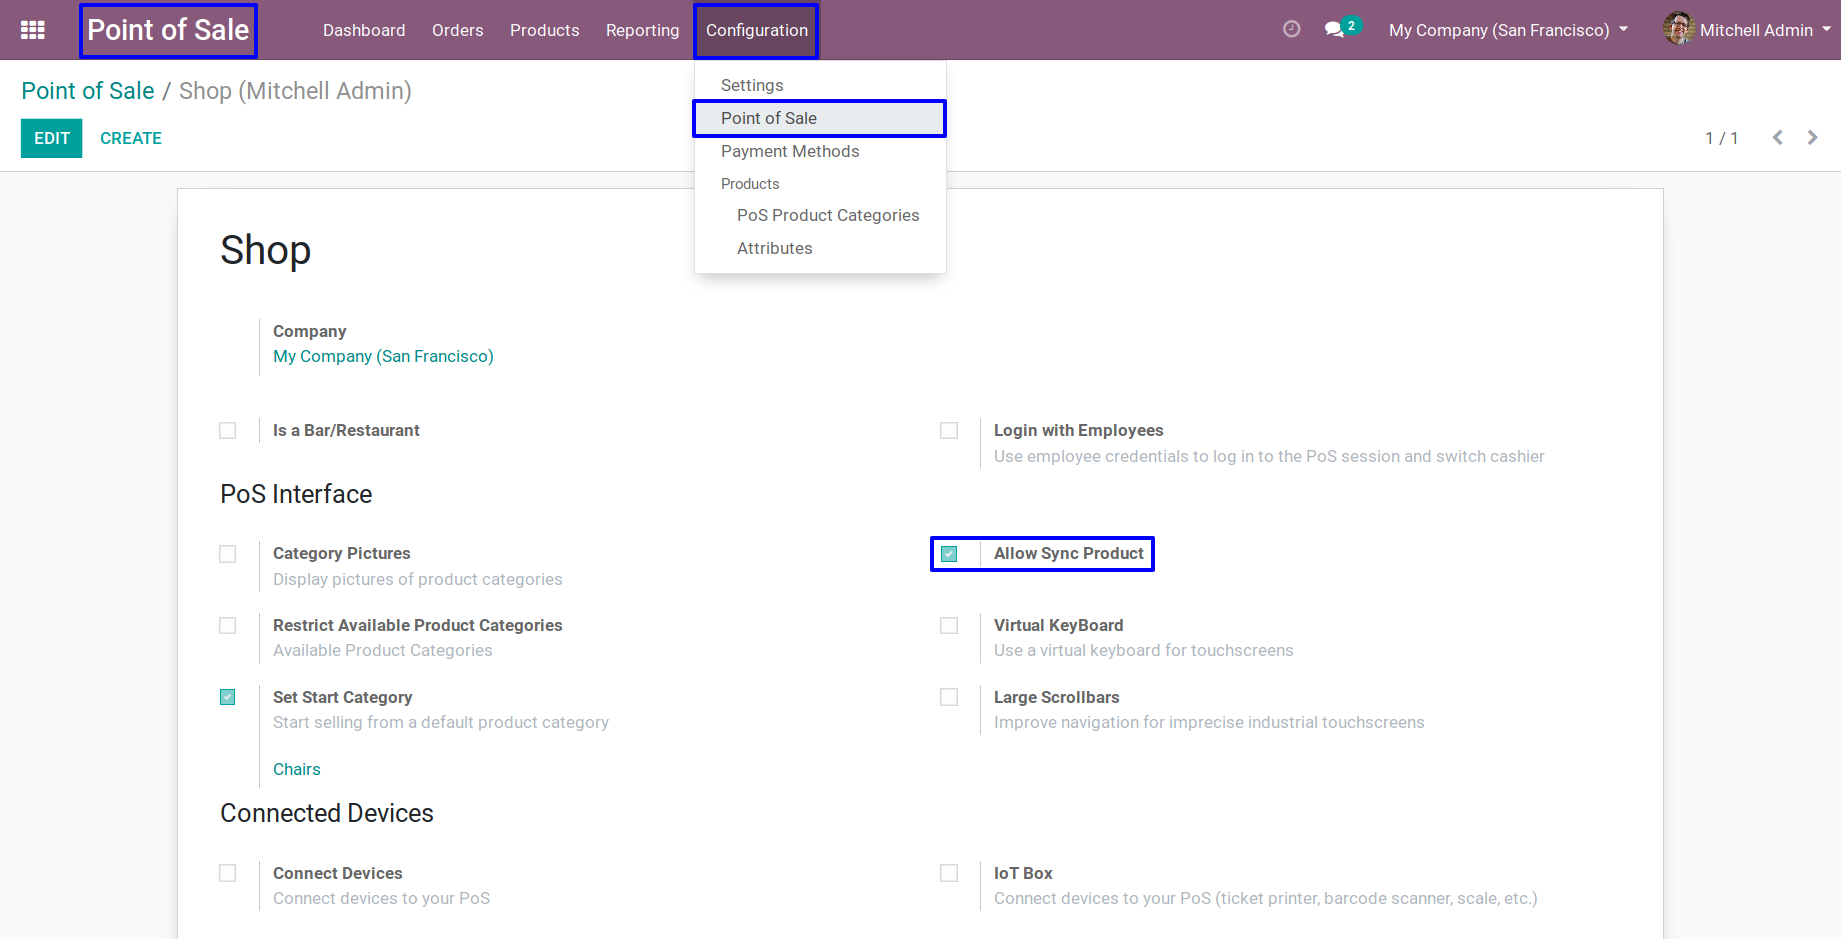 Point of Sale Dashboard Orders Products Reporting Configuration 2 My Company (San Francisco) Mitchell Admin
Point of Sale / Shop (Mitchell Admin)
EDIT CREATE
1 / 1
Settings
Point of Sale
Payment Methods
Products
PoS Product Categories
Attributes
Shop
Company
My Company (San Francisco)
Is a Bar/Restaurant
Login with Employees
Use employee credentials to log in to the PoS session and switch cashier
PoS Interface
Category Pictures
Display pictures of product categories
Allow Sync Product
Restrict Available Product Categories
Available Product Categories
Virtual KeyBoard
Use a virtual keyboard for touchscreens
Set Start Category
Start selling from a default product category
Chairs
Large Scrollbars
Improve navigation for imprecise industrial touchscreens
Connected Devices
Connect Devices
Connect devices to your PoS
IoT Box
Connect devices to your PoS (ticket printer, barcode scanner, scale, etc.)